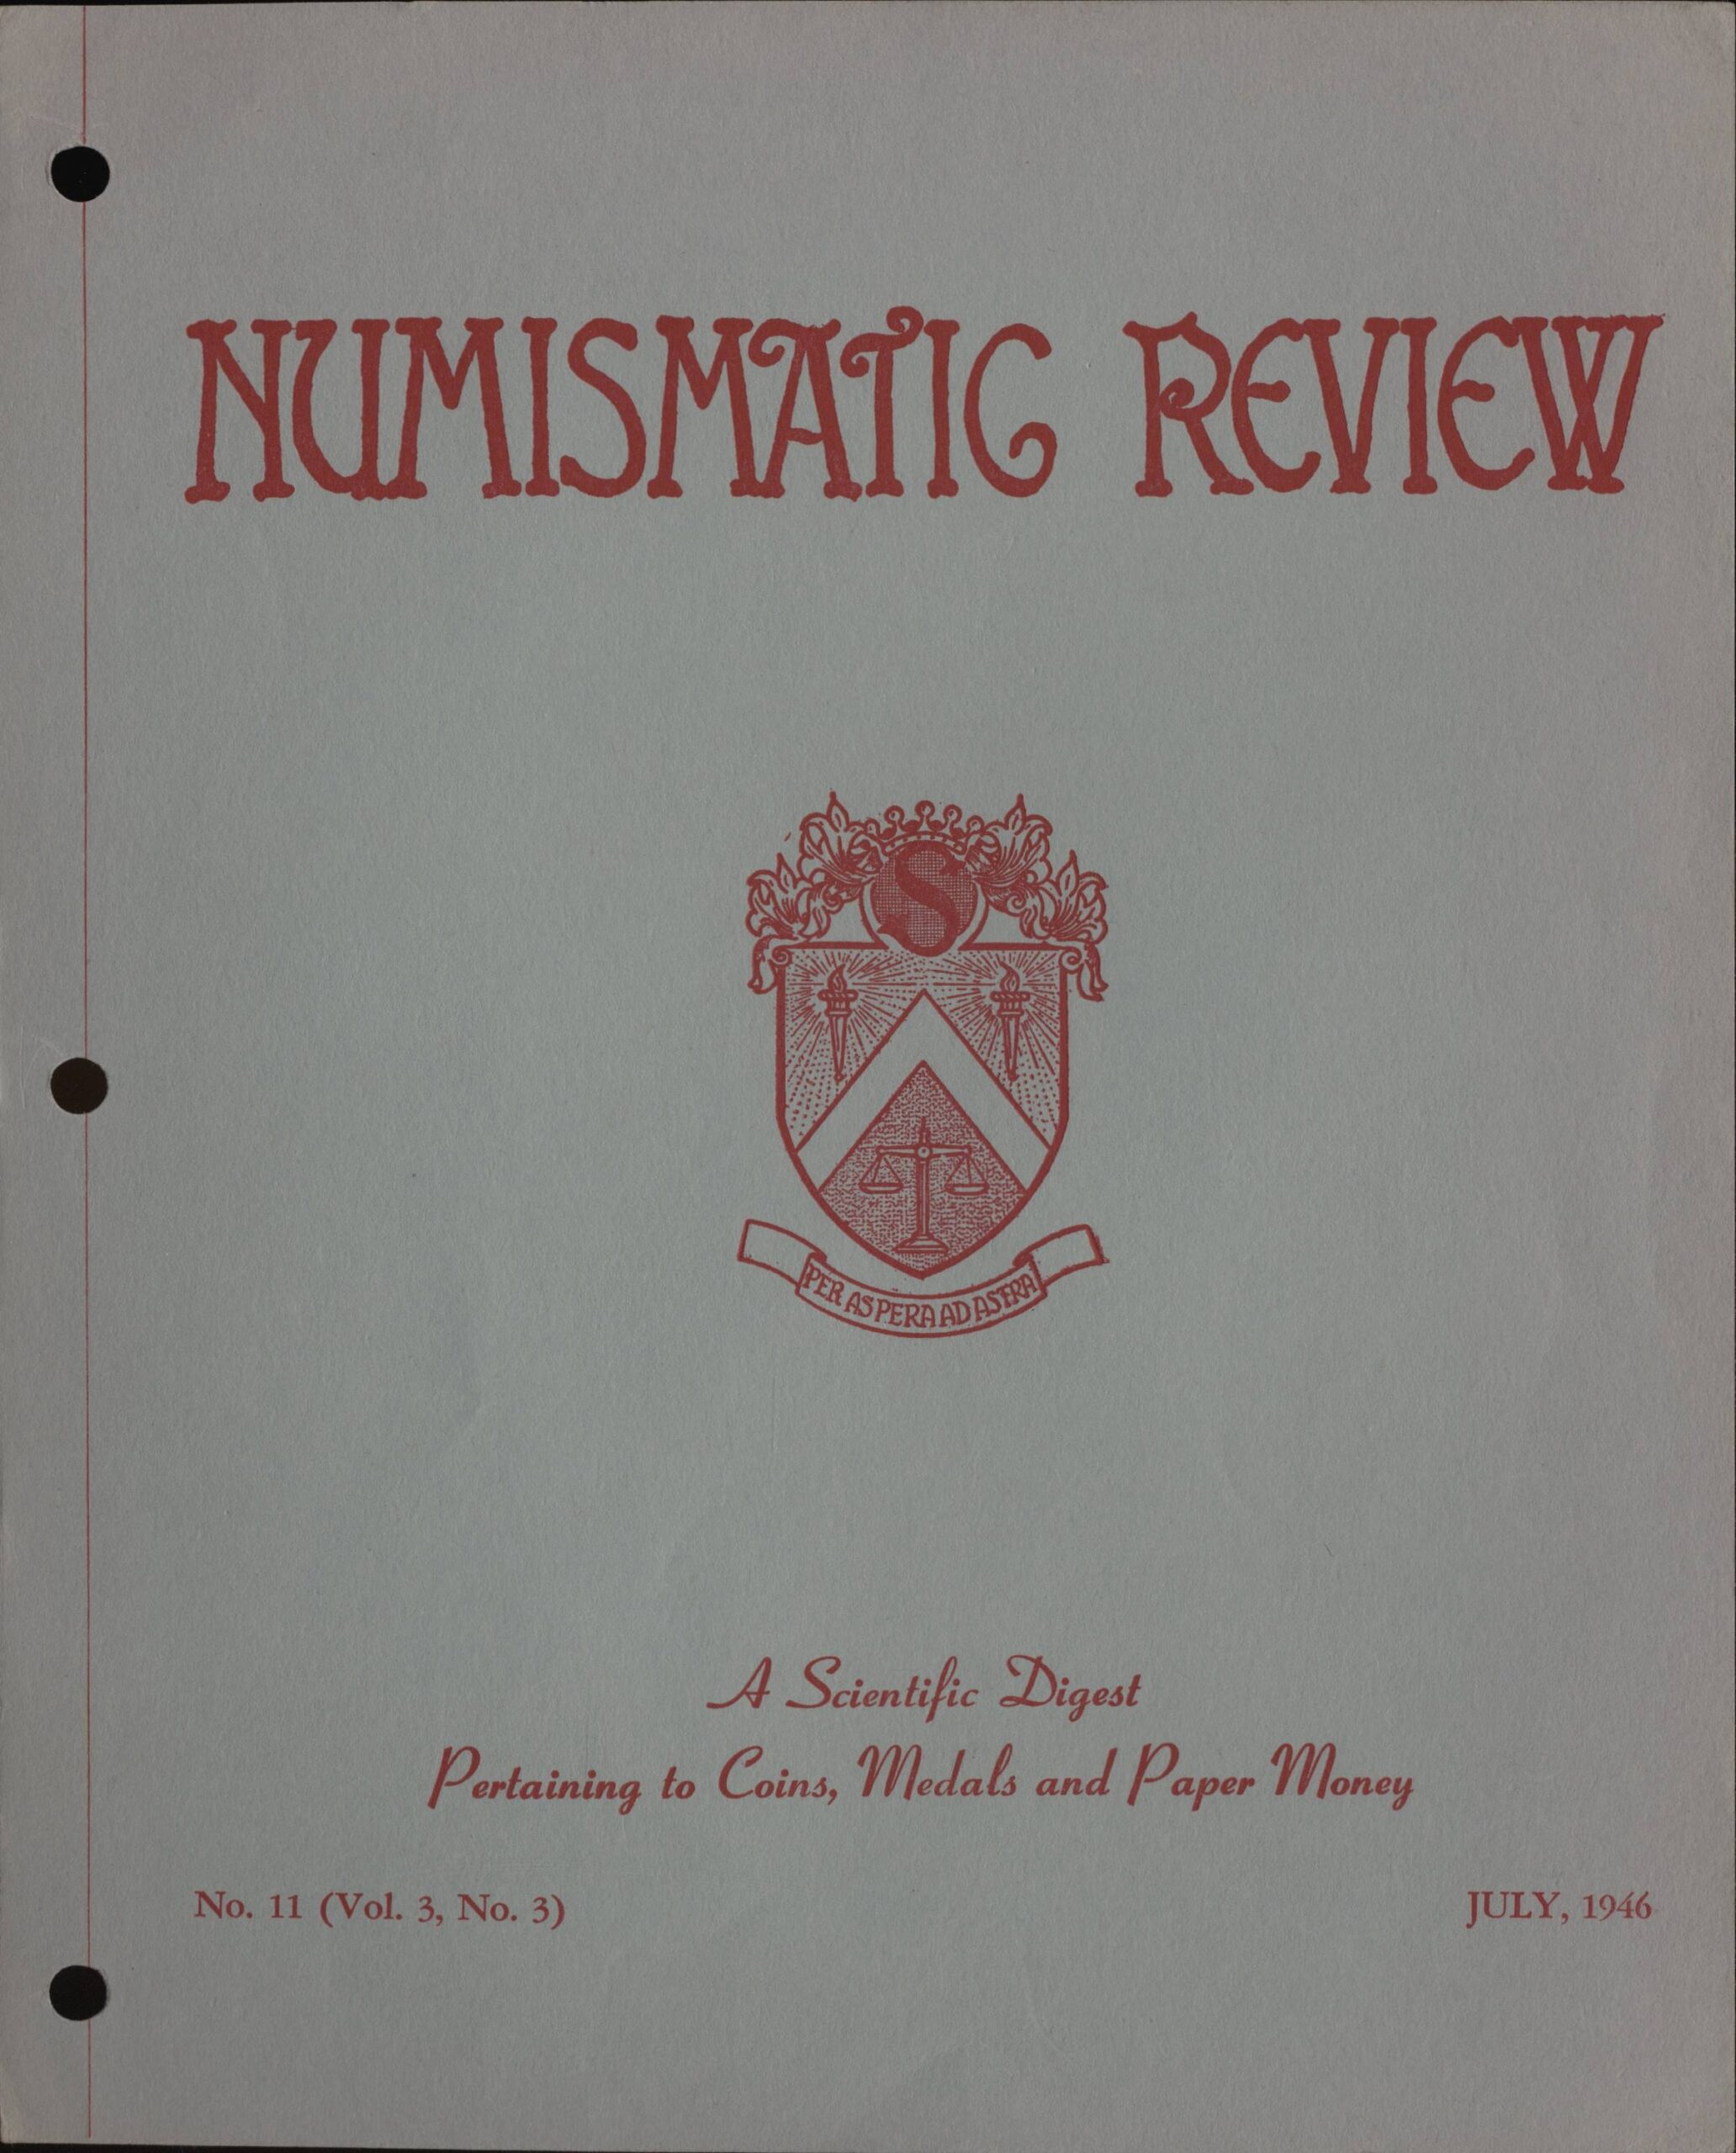 NUMISMATIC REVIEW
S
PER ASPERA AD ASTRA
A Scientific Digest
Pertaining to Coins, Medals and Paper Money
No. 11 (Vol. 3, No. 3)
JULY, 1946